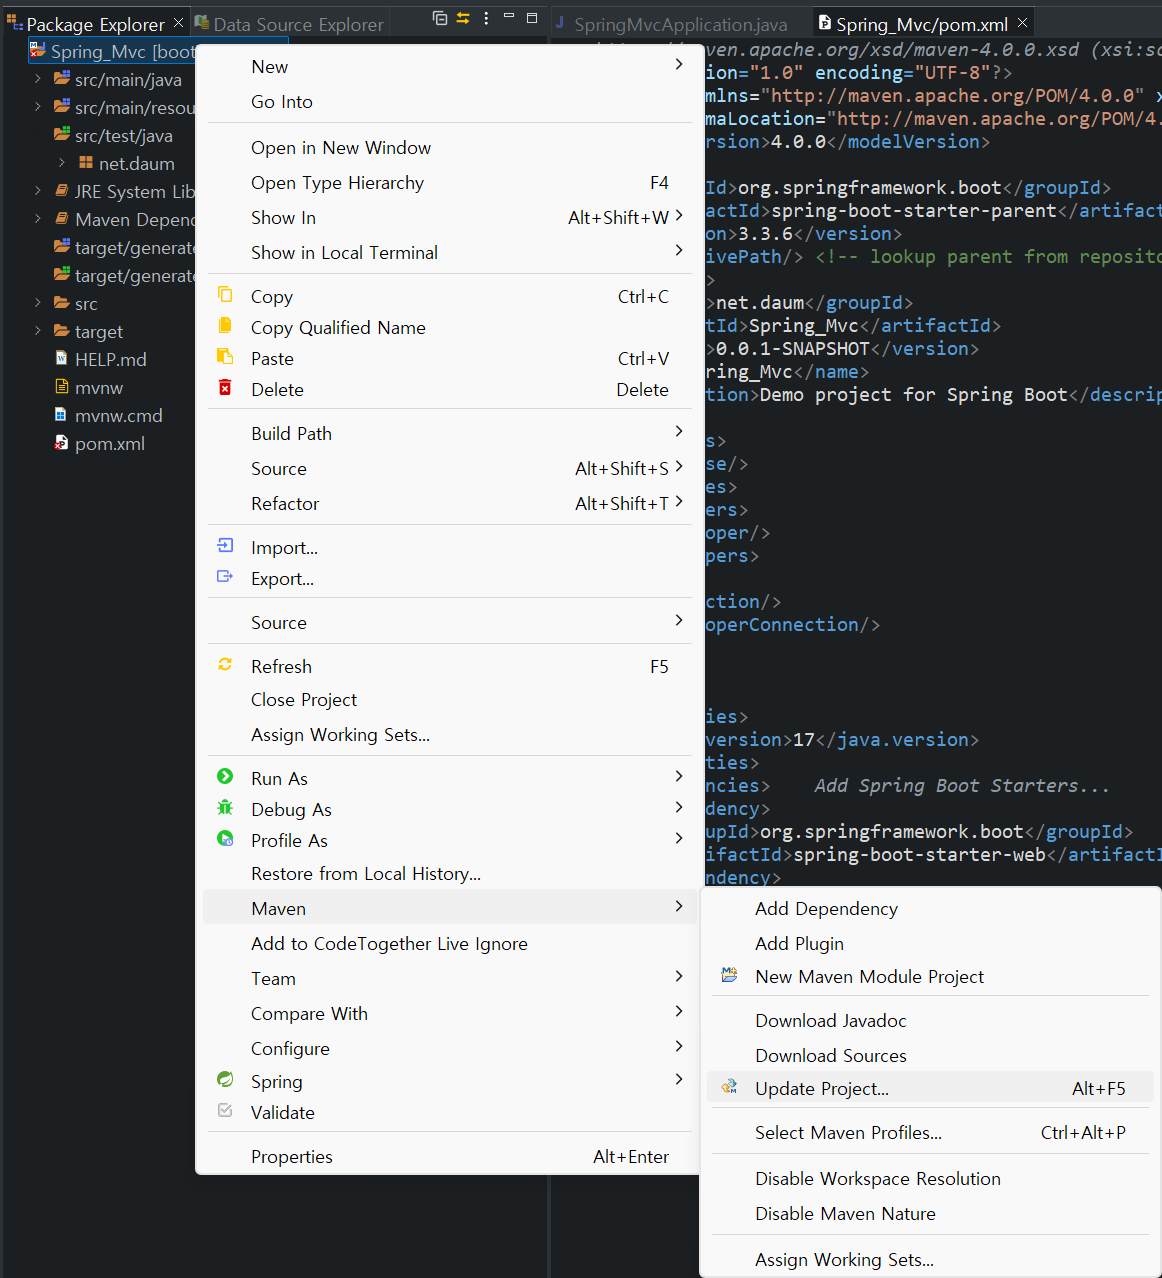 Package Explorer
Data Source Explorer
SpringMvcApplication.java
Spring_Mvc/pom.xml
Spring_Mvc [boot
src/main/java
src/main/resou
src/test/java
net.daum
JRE System Lib
Maven Depend
target/generate
target/generate
src
target
HELP.md
mvnw
mvnw.cmd
pom.xml
New
Go Into
Open in New Window
Open Type Hierarchy F4
Show In Alt+Shift+W
Show in Local Terminal
Copy Ctrl+C
Copy Qualified Name
Paste Ctrl+V
Delete Delete
Build Path
Source Alt+Shift+S
Refactor Alt+Shift+T
Import...
Export...
Source
Refresh F5
Close Project
Assign Working Sets...
Run As
Debug As
Profile As
Restore from Local History...
Maven
Add to CodeTogether Live Ignore
Team
Compare With
Configure
Spring
Validate
Properties Alt+Enter
ven.apache.org/xsd/maven-4.0.0.xsd (xsi:sc
ion="1.0" encoding="UTF-8"?>
mlns="http://maven.apache.org/POM/4.0.0" x
maLocation="http://maven.apache.org/POM/4.
rsion>4.0.0</modelVersion>
Id>org.springframework.boot</groupId>
actId>spring-boot-starter-parent</artifact
on>3.3.6</version>
ivePath/> <!-- lookup parent from reposito
>
>net.daum</groupId>
tId>Spring_Mvc</artifactId>
>0.0.1-SNAPSHOT</version>
ring_Mvc</name>
tion>Demo project for Spring Boot</descrip
s>
se/>
es>
ers>
oper/>
pers>
ction/>
operConnection/>
ies>
version>17</java.version>
ties>
ncies> Add Spring Boot Starters...
dency>
upId>org.springframework.boot</groupId>
ifactId>spring-boot-starter-web</artifactI
ndency>
Add Dependency
Add Plugin
New Maven Module Project
Download Javadoc
Download Sources
Update Project... Alt+F5
Select Maven Profiles... Ctrl+Alt+P
Disable Workspace Resolution
Disable Maven Nature
Assign Working Sets...